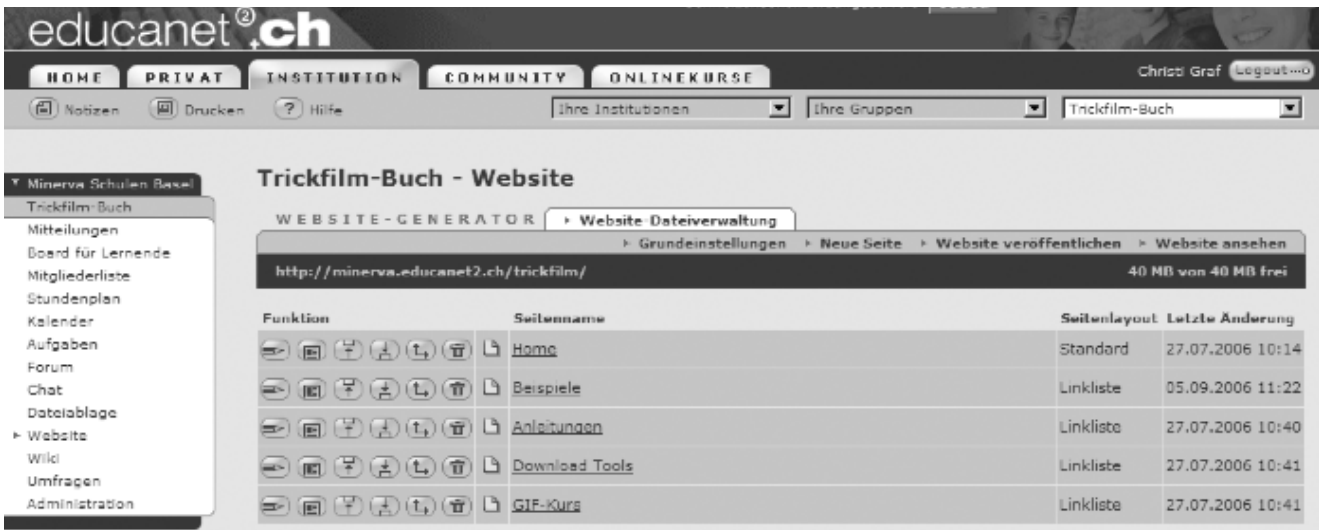 educanet².ch
HOME PRIVAT INSTITUTION COMMUNITY ONLINEKURSE
Christi Graf Logout
Notizen Drucken ? Hilfe Ihre Institutionen Ihre Gruppen Trickfilm-Buch
Minerva Schulen Basel
Trickfilm-Buch
Mitteilungen
Board für Lernende
Mitgliederliste
Stundenplan
Kalender
Aufgaben
Forum
Chat
Dateiablage
Website
Wiki
Umfragen
Administration
Trickfilm-Buch - Website
WEBSITE-GENERATOR Website-Dateiverwaltung
Grundeinstellungen Neue Seite Website veröffentlichen Website ansehen
http://minerva.educanet2.ch/trickfilm/ 40 MB von 40 MB frei
Funktion Seitenname Seitenlayout Letzte Änderung
Home Standard 27.07.2006 10:14
Beispiele Linkliste 05.09.2006 11:22
Anleitungen Linkliste 27.07.2006 10:40
Download Tools Linkliste 27.07.2006 10:41
GIF-Kurs Linkliste 27.07.2006 10:41